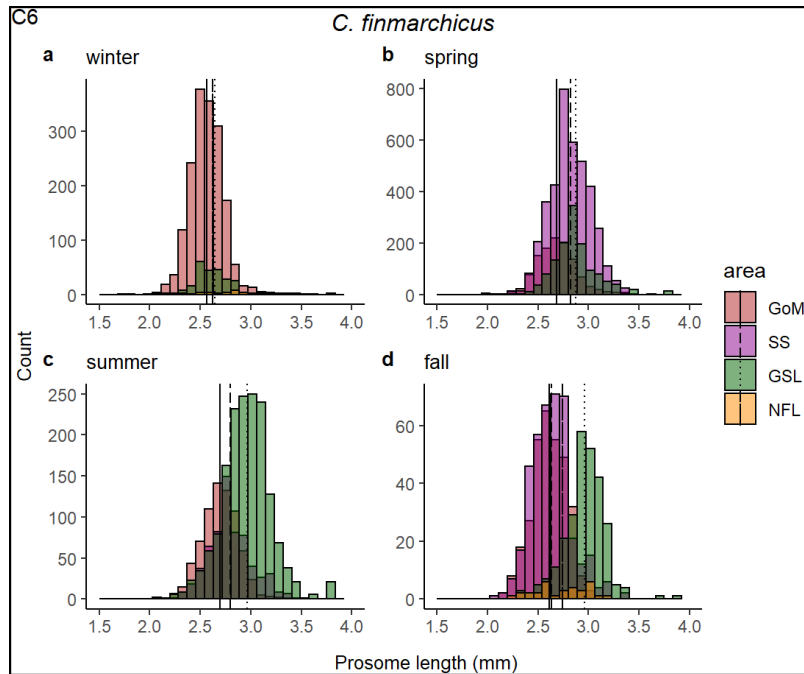 C6
C. finmarchicus
a winter
300
200
100
0
1.5 2.0 2.5 3.0 3.5 4.0
b spring
800
600
400
200
0
1.5 2.0 2.5 3.0 3.5 4.0
c summer
250
200
150
100
50
0
1.5 2.0 2.5 3.0 3.5 4.0
d fall
60
40
20
0
1.5 2.0 2.5 3.0 3.5 4.0
Count
Prosome length (mm)
area
GoM
SS
GSL
NFL